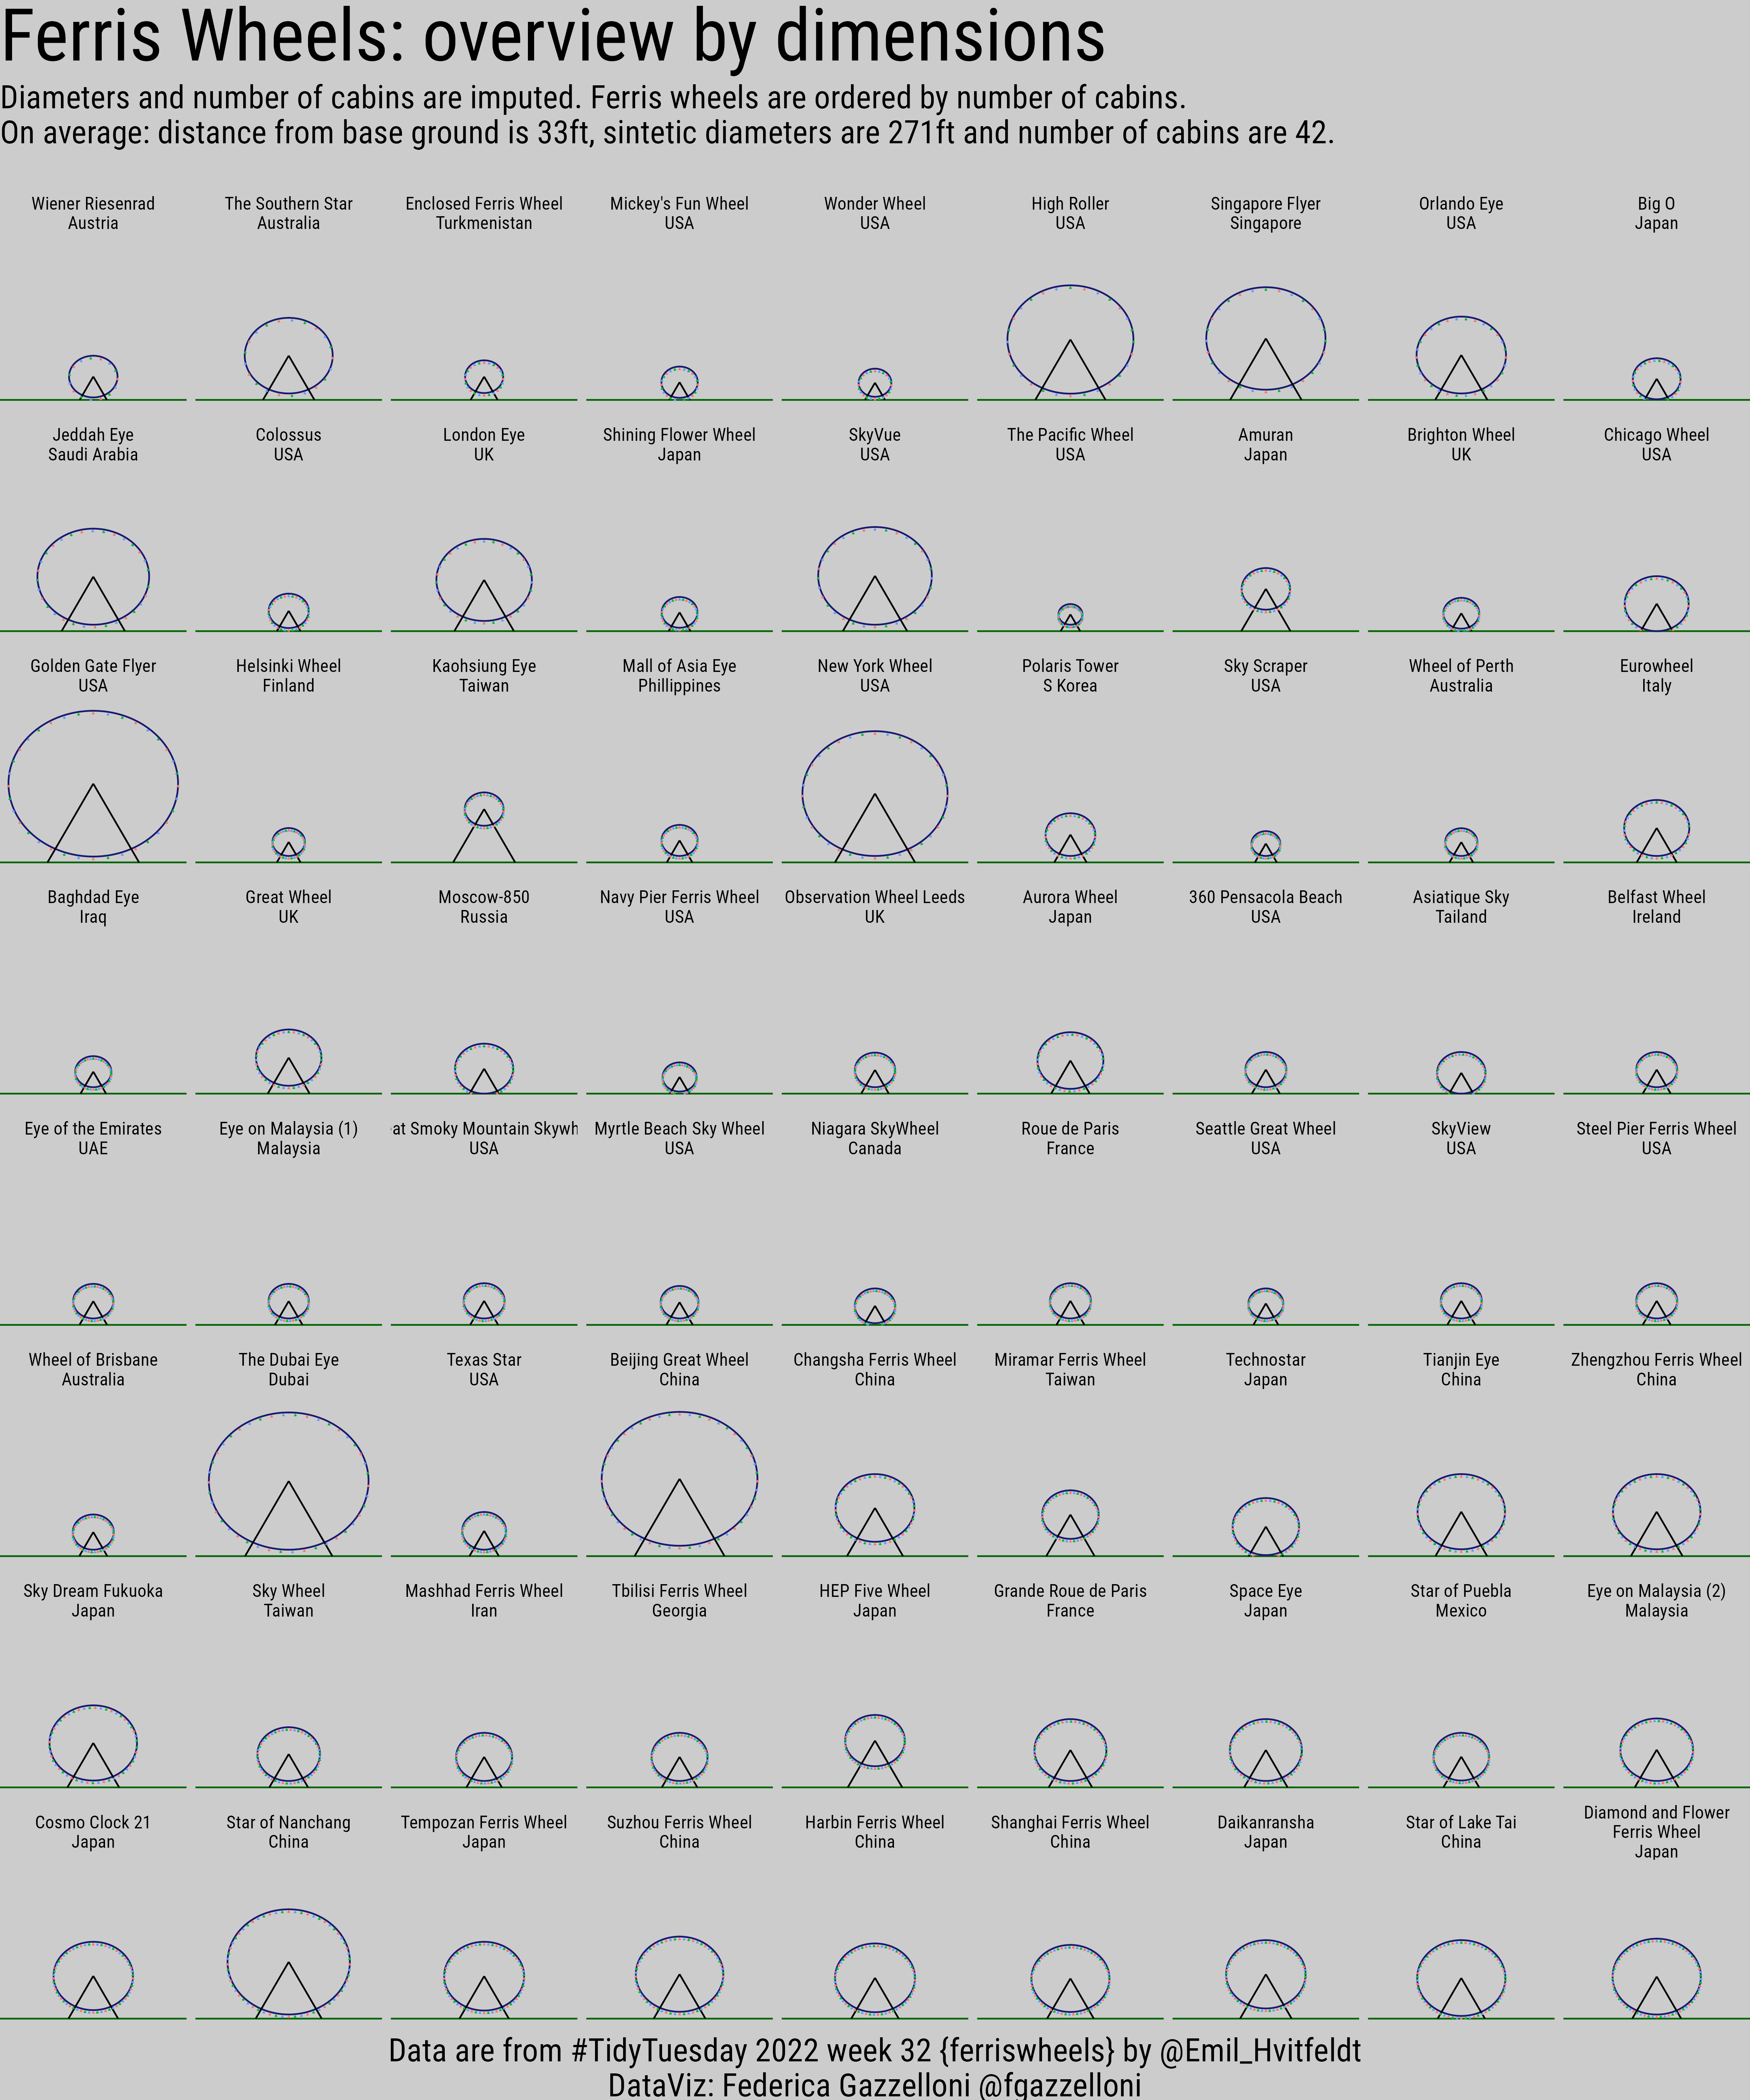 Ferris Wheels: overview by dimensions
Diameters and number of cabins are imputed. Ferris wheels are ordered by number of cabins.
On average: distance from base ground is 33ft, sintetic diameters are 271ft and number of cabins are 42.
Wiener Riesenrad
Austria
The Southern Star
Australia
Enclosed Ferris Wheel
Turkmenistan
Mickey's Fun Wheel
USA
Wonder Wheel
USA
High Roller
USA
Singapore Flyer
Singapore
Orlando Eye
USA
Big O
Japan
Jeddah Eye
Saudi Arabia
Colossus
USA
London Eye
UK
Shining Flower Wheel
Japan
SkyVue
USA
The Pacific Wheel
USA
Amuran
Japan
Brighton Wheel
UK
Chicago Wheel
USA
Golden Gate Flyer
USA
Helsinki Wheel
Finland
Kaohsiung Eye
Taiwan
Mall of Asia Eye
Phillippines
New York Wheel
USA
Polaris Tower
S Korea
Sky Scraper
USA
Wheel of Perth
Australia
Eurowheel
Italy
Baghdad Eye
Iraq
Great Wheel
UK
Moscow-850
Russia
Navy Pier Ferris Wheel
USA
Observation Wheel Leeds
UK
Aurora Wheel
Japan
360 Pensacola Beach
USA
Asiatique Sky
Tailand
Belfast Wheel
Ireland
Eye of the Emirates
UAE
Eye on Malaysia (1)
Malaysia
at Smoky Mountain Skywh
USA
Myrtle Beach Sky Wheel
USA
Niagara SkyWheel
Canada
Roue de Paris
France
Seattle Great Wheel
USA
SkyView
USA
Steel Pier Ferris Wheel
USA
Wheel of Brisbane
Australia
The Dubai Eye
Dubai
Texas Star
USA
Beijing Great Wheel
China
Changsha Ferris Wheel
China
Miramar Ferris Wheel
Taiwan
Technostar
Japan
Tianjin Eye
China
Zhengzhou Ferris Wheel
China
Sky Dream Fukuoka
Japan
Sky Wheel
Taiwan
Mashhad Ferris Wheel
Iran
Tbilisi Ferris Wheel
Georgia
HEP Five Wheel
Japan
Grande Roue de Paris
France
Space Eye
Japan
Star of Puebla
Mexico
Eye on Malaysia (2)
Malaysia
Cosmo Clock 21
Japan
Star of Nanchang
China
Tempozan Ferris Wheel
Japan
Suzhou Ferris Wheel
China
Harbin Ferris Wheel
China
Shanghai Ferris Wheel
China
Daikanransha
Japan
Star of Lake Tai
China
Diamond and Flower
Ferris Wheel
Japan
Data are from #TidyTuesday 2022 week 32 {ferriswheels} by @Emil_Hvitfeldt
DataViz: Federica Gazzelloni @fgazzelloni